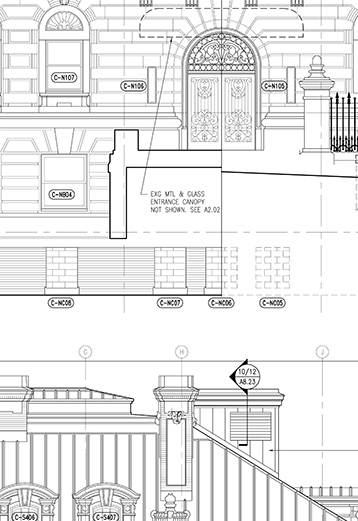 C-N107
C-N106
C-N105
C-NB04
EXG MTL & GLASS
ENTRANCE CANOPY
NOT SHOWN. SEE A2.02
C-NC08
C-NC07
C-NC06
C-NC05
G
H
J
10/12
A8.23
C-S406
C-S407